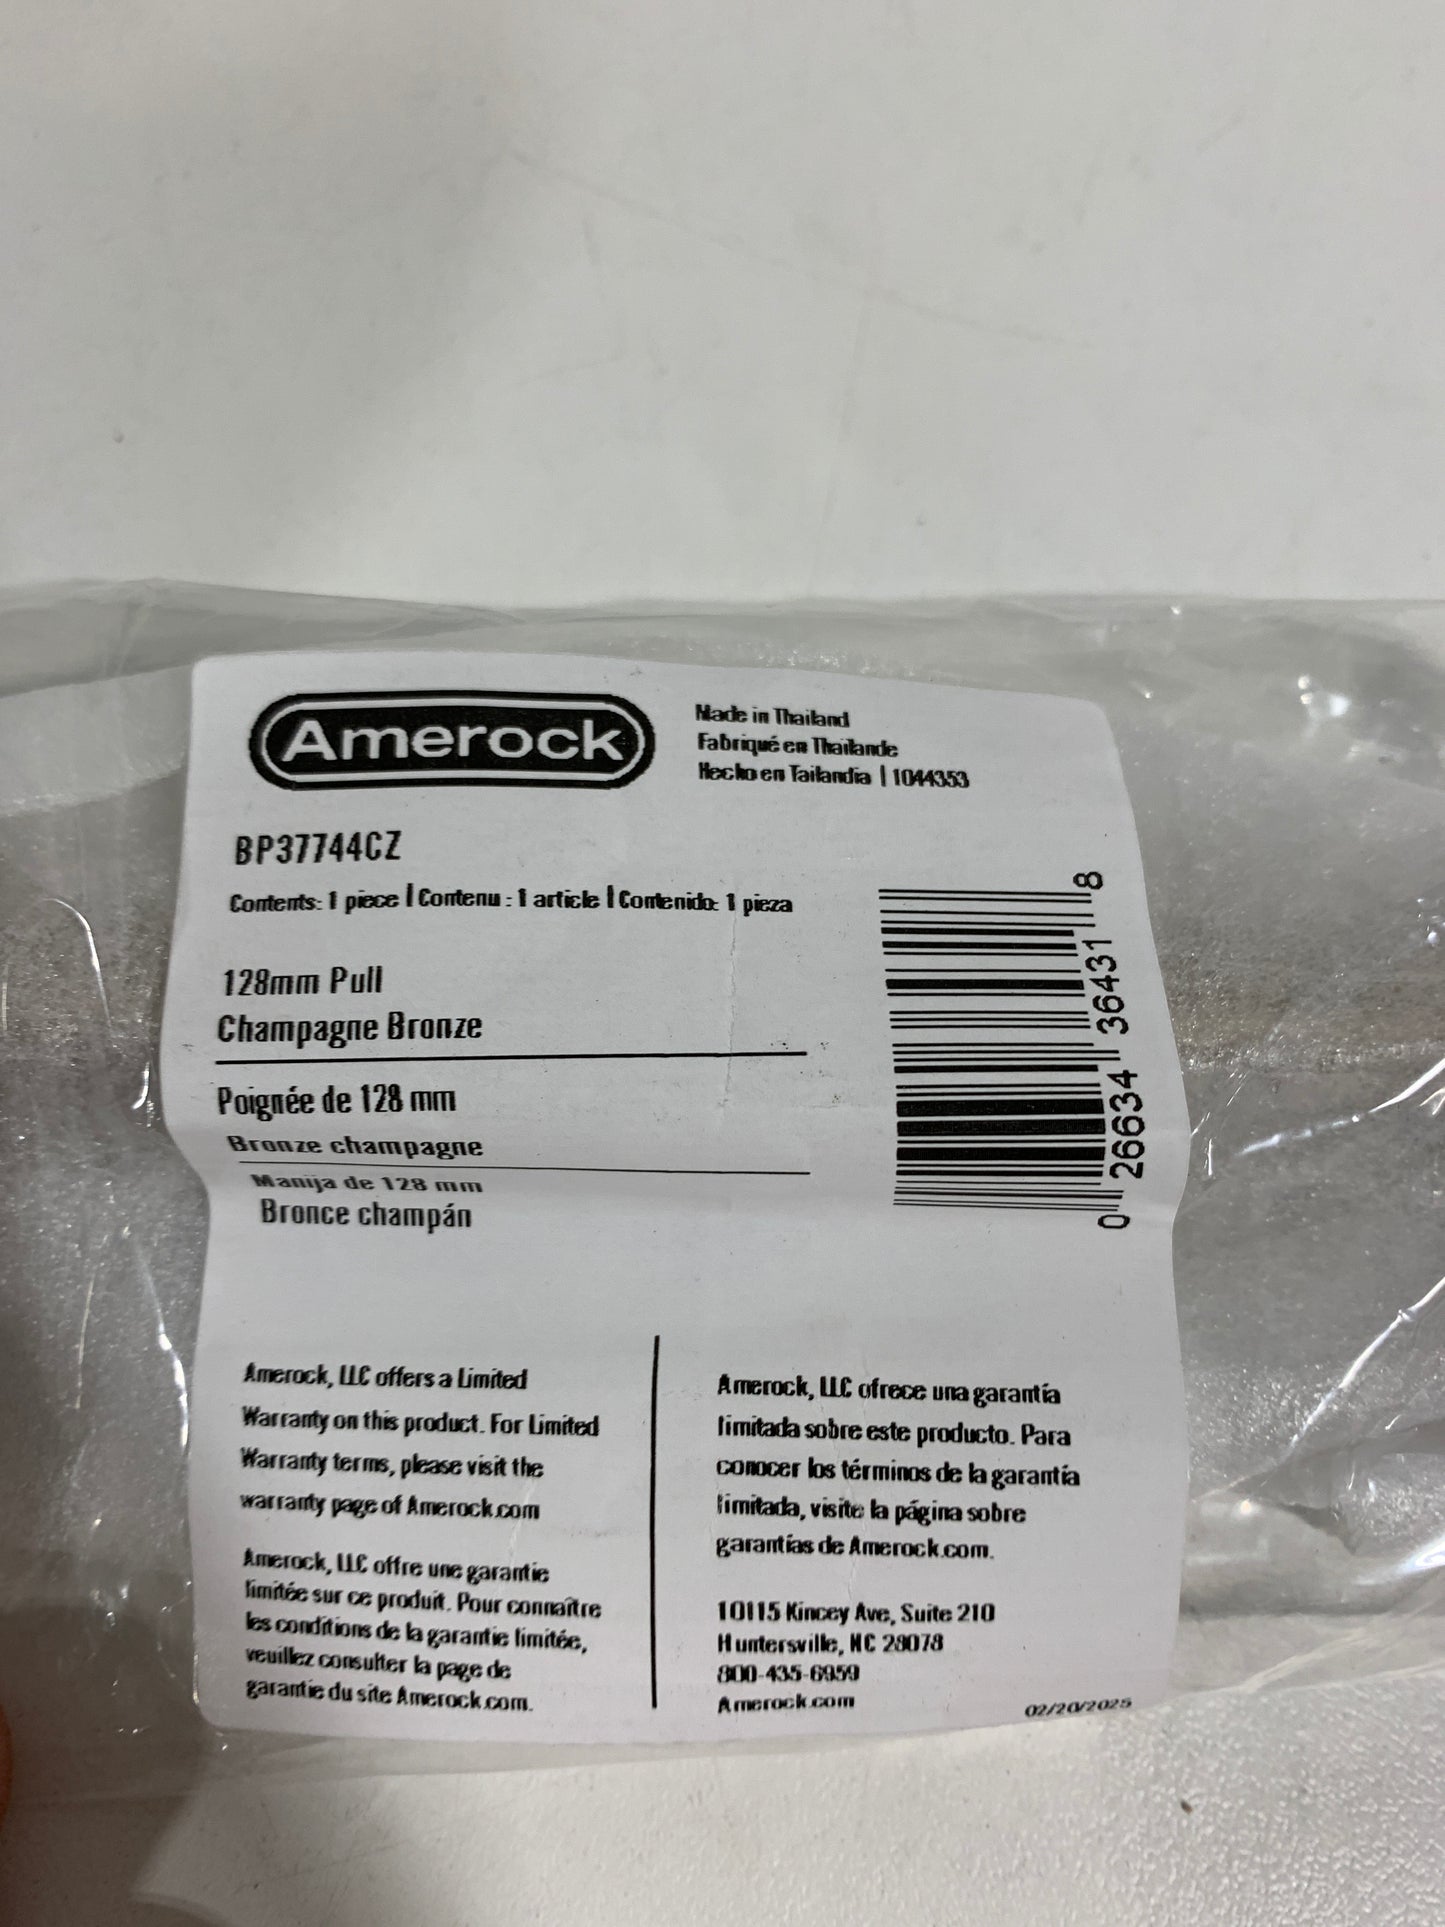 Amerock
Made in Thailand
Fabriqué en Thaïlande
Hecho en Tailandia | 1044353
BP37744CZ
Contents: 1 piece | Contenu : 1 article | Contenido: 1 pieza
128mm Pull
Champagne Bronze
Poignée de 128 mm
Bronze champagne
Manija de 128 mm
Bronce champán
0 26634 36431 8
Amerock, LLC offers a Limited
Warranty on this product. For Limited
Warranty terms, please visit the
warranty page of Amerock.com
Amerock, LLC offre une garantie
limitée sur ce produit. Pour connaître
les conditions de la garantie limitée,
veuillez consulter la page de
garantie du site Amerock.com.
Amerock, LLC ofrece una garantía
limitada sobre este producto. Para
conocer los términos de la garantía
limitada, visite la página sobre
garantías de Amerock.com.
10115 Kincey Ave, Suite 210
Huntersville, NC 28078
800-435-6959
Amerock.com
02/20/2025